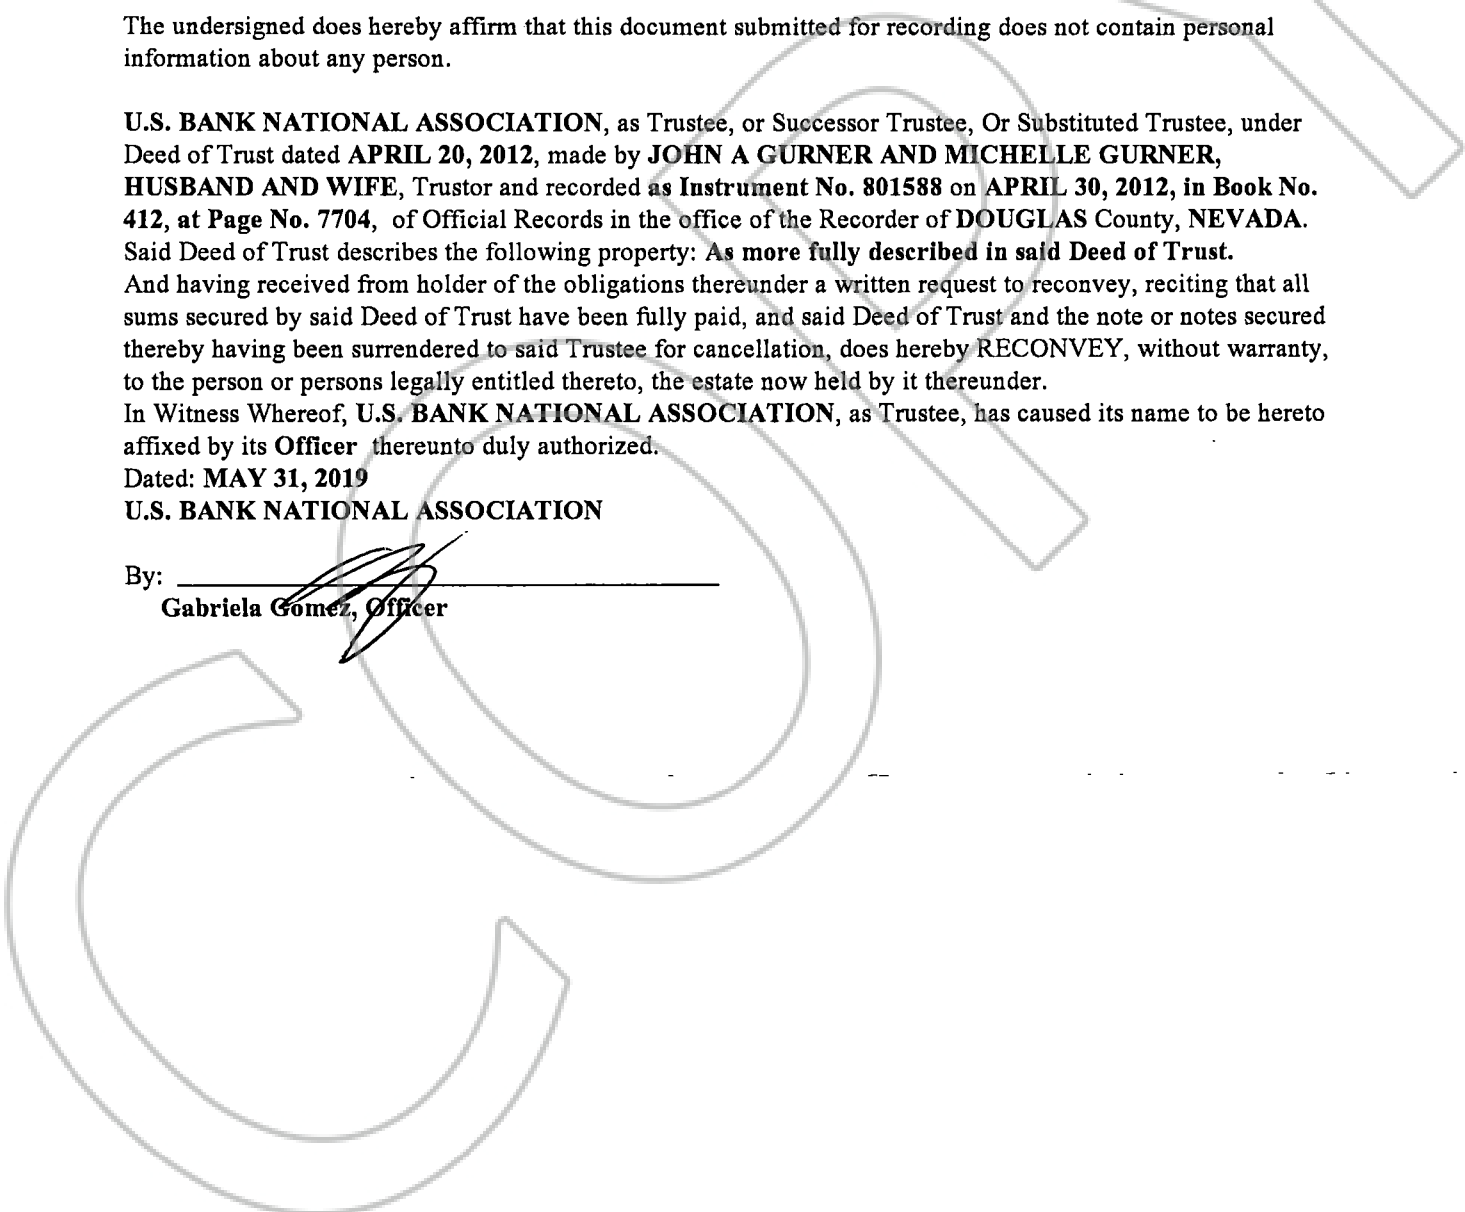 The undersigned does hereby affirm that this document submitted for recording does not contain personal
information about any person.
U.S. BANK NATIONAL ASSOCIATION, as Trustee, or Successor Trustee, Or Substituted Trustee, under
Deed of Trust dated APRIL 20, 2012, made by JOHN A GURNER AND MICHELLE GURNER,
HUSBAND AND WIFE, Trustor and recorded as Instrument No. 801588 on APRIL 30, 2012, in Book No.
412, at Page No. 7704, of Official Records in the office of the Recorder of DOUGLAS County, NEVADA.
Said Deed of Trust describes the following property: As more fully described in said Deed of Trust.
And having received from holder of the obligations thereunder a written request to reconvey, reciting that all
sums secured by said Deed of Trust have been fully paid, and said Deed of Trust and the note or notes secured
thereby having been surrendered to said Trustee for cancellation, does hereby RECONVEY, without warranty,
to the person or persons legally entitled thereto, the estate now held by it thereunder.
In Witness Whereof, U.S. BANK NATIONAL ASSOCIATION, as Trustee, has caused its name to be hereto
affixed by its Officer thereunto duly authorized.
Dated: MAY 31, 2019
U.S. BANK NATIONAL ASSOCIATION
By:
Gabriela Gomez, Officer
COPY